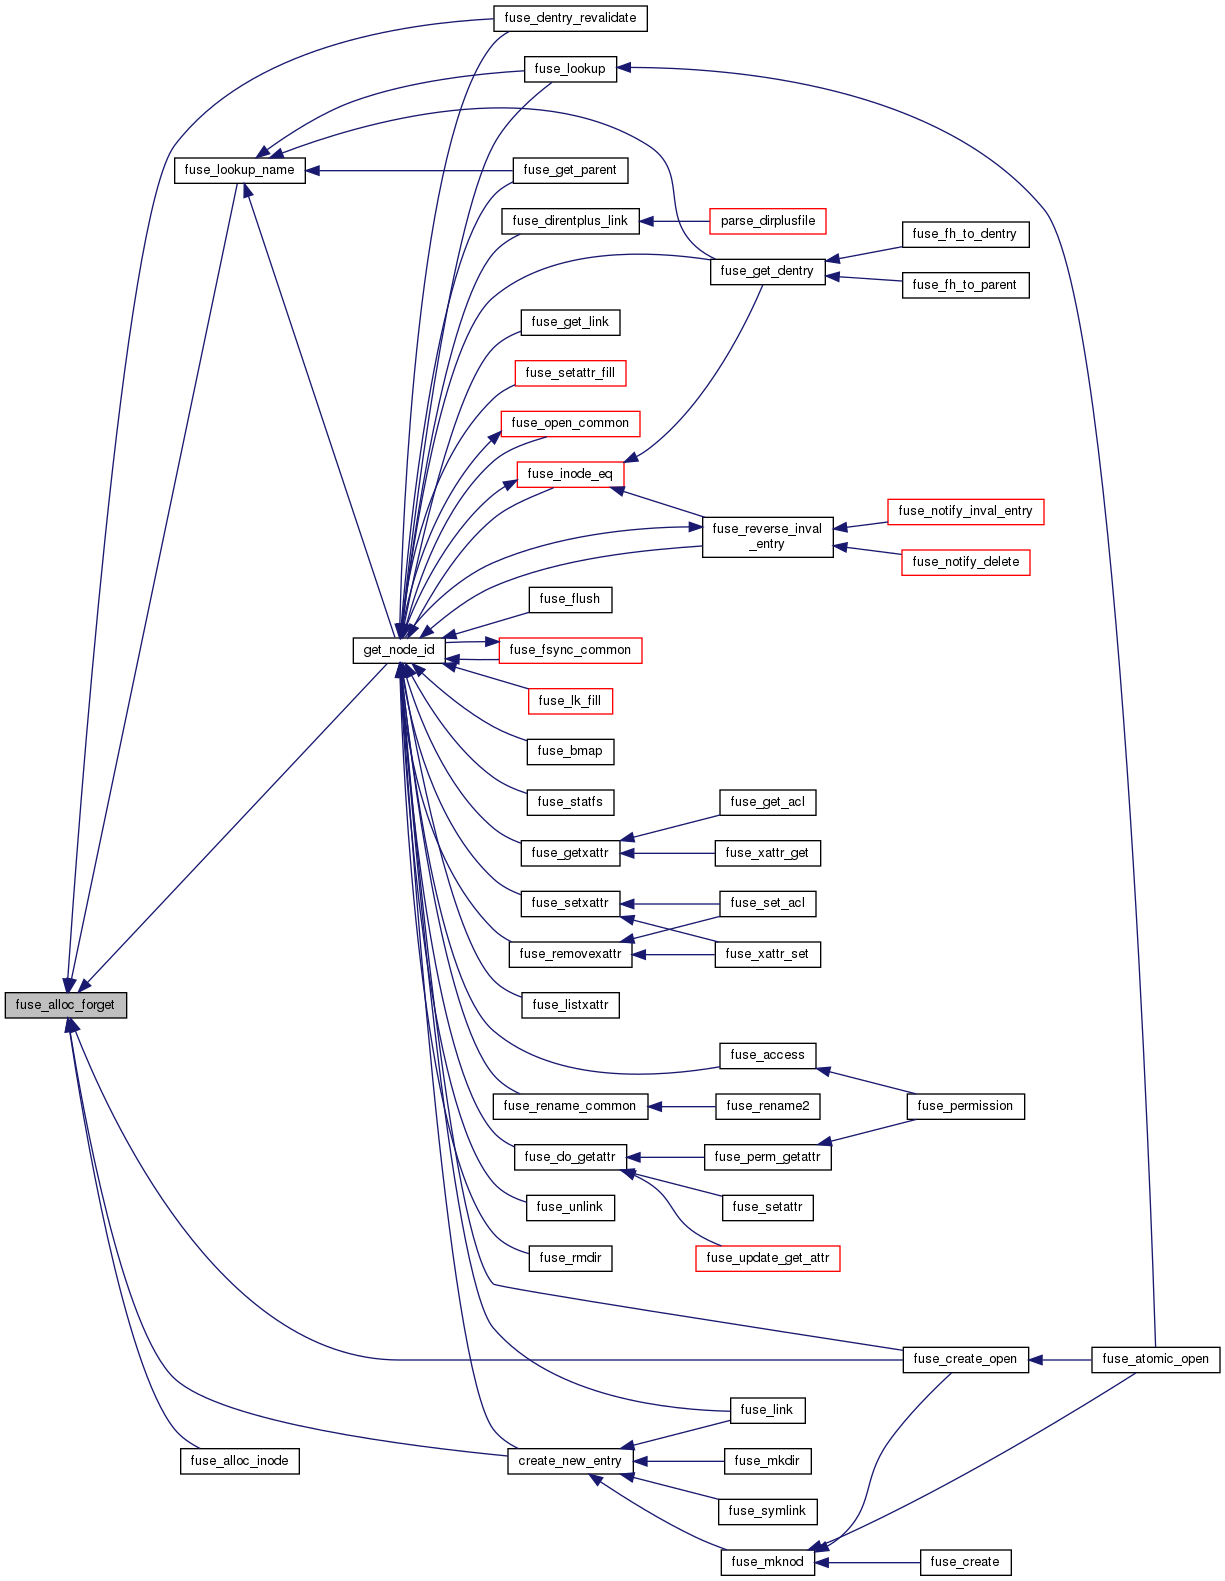 fuse_dentry_revalidate
fuse_lookup
fuse_lookup_name
fuse_get_parent
fuse_direntplus_link
parse_dirplusfile
fuse_fh_to_dentry
fuse_get_dentry
fuse_fh_to_parent
fuse_get_link
fuse_setattr_fill
fuse_open_common
fuse_inode_eq
fuse_notify_inval_entry
fuse_reverse_inval
_entry
fuse_notify_delete
fuse_flush
get_node_id
fuse_fsync_common
fuse_lk_fill
fuse_bmap
fuse_statfs
fuse_get_acl
fuse_getxattr
fuse_xattr_get
fuse_setxattr
fuse_set_acl
fuse_removexattr
fuse_xattr_set
fuse_alloc_forget
fuse_listxattr
fuse_access
fuse_rename_common
fuse_rename2
fuse_permission
fuse_do_getattr
fuse_perm_getattr
fuse_unlink
fuse_setattr
fuse_rmdir
fuse_update_get_attr
fuse_create_open
fuse_atomic_open
fuse_link
fuse_alloc_inode
create_new_entry
fuse_mkdir
fuse_symlink
fuse_mknod
fuse_create